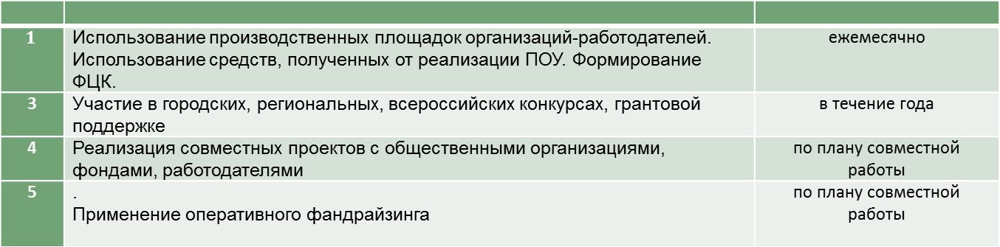 1
Использование производственных площадок организаций-работодателей.
Использование средств, полученных от реализации ПОУ. Формирование
ФЦК.
ежемесячно
3
Участие в городских, региональных, всероссийских конкурсах, грантовой
поддержке
в течение года
4
Реализация совместных проектов с общественными организациями,
фондами, работодателями
по плану совместной
работы
5
.
Применение оперативного фандрайзинга
по плану совместной
работы